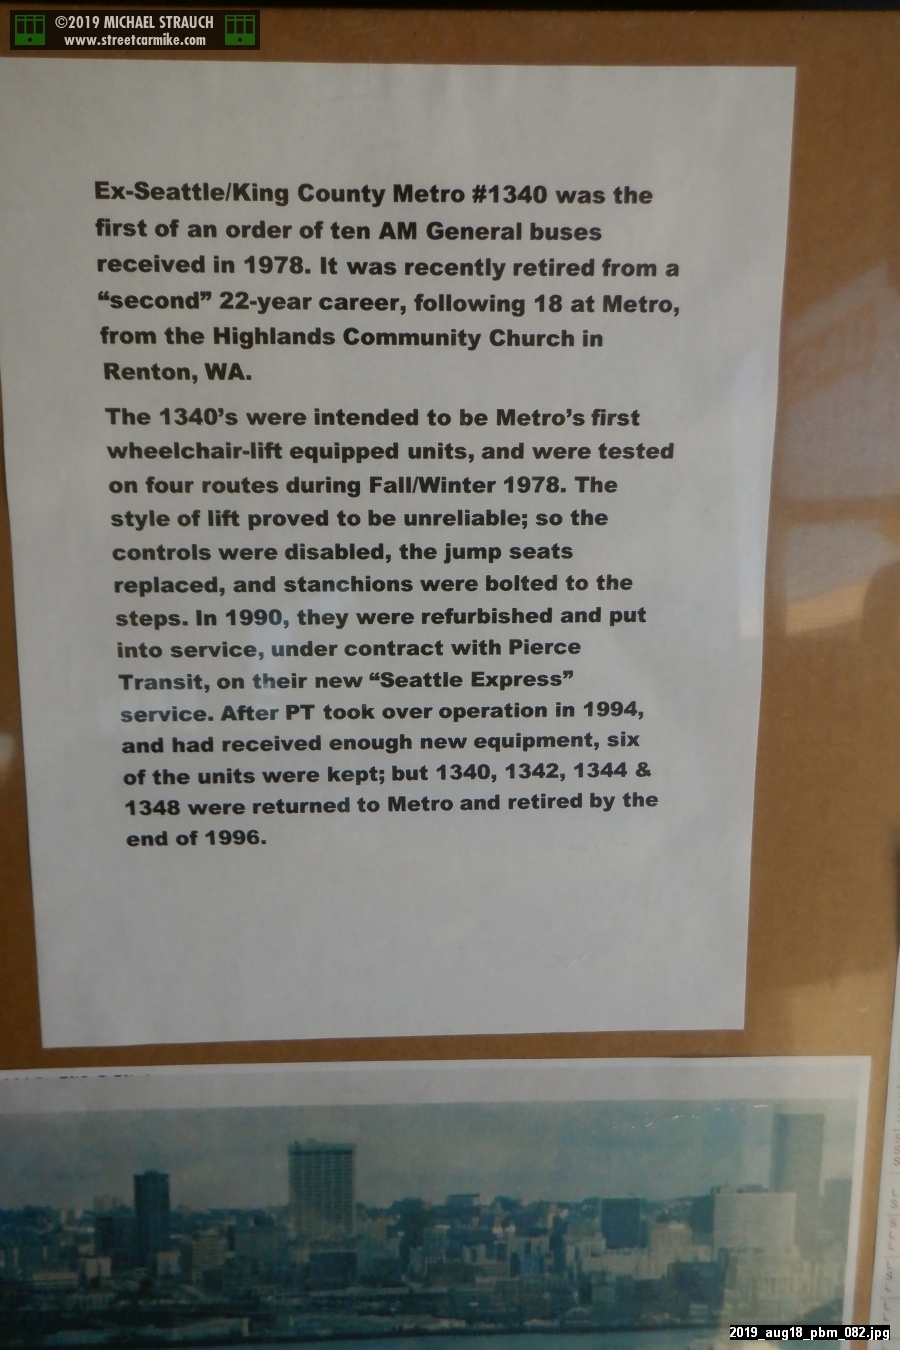 ©2019 MICHAEL STRAUCH
www.streetcarmike.com
Ex-Seattle/King County Metro #1340 was the
first of an order of ten AM General buses
received in 1978. It was recently retired from a
“second” 22-year career, following 18 at Metro,
from the Highlands Community Church in
Renton, WA.
The 1340’s were intended to be Metro’s first
wheelchair-lift equipped units, and were tested
on four routes during Fall/Winter 1978. The
style of lift proved to be unreliable; so the
controls were disabled, the jump seats
replaced, and stanchions were bolted to the
steps. In 1990, they were refurbished and put
into service, under contract with Pierce
Transit, on their new “Seattle Express”
service. After PT took over operation in 1994,
and had received enough new equipment, six
of the units were kept; but 1340, 1342, 1344 &
1348 were returned to Metro and retired by the
end of 1996.
2019_aug18_pbm_082.jpg